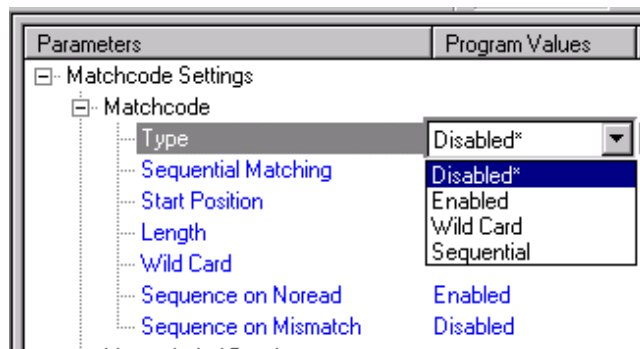 Parameters Program Values
Matchcode Settings
Matchcode
Type Disabled*
Sequential Matching Disabled*
Start Position Enabled
Length Wild Card
Wild Card Sequential
Sequence on Noread Enabled
Sequence on Mismatch Disabled